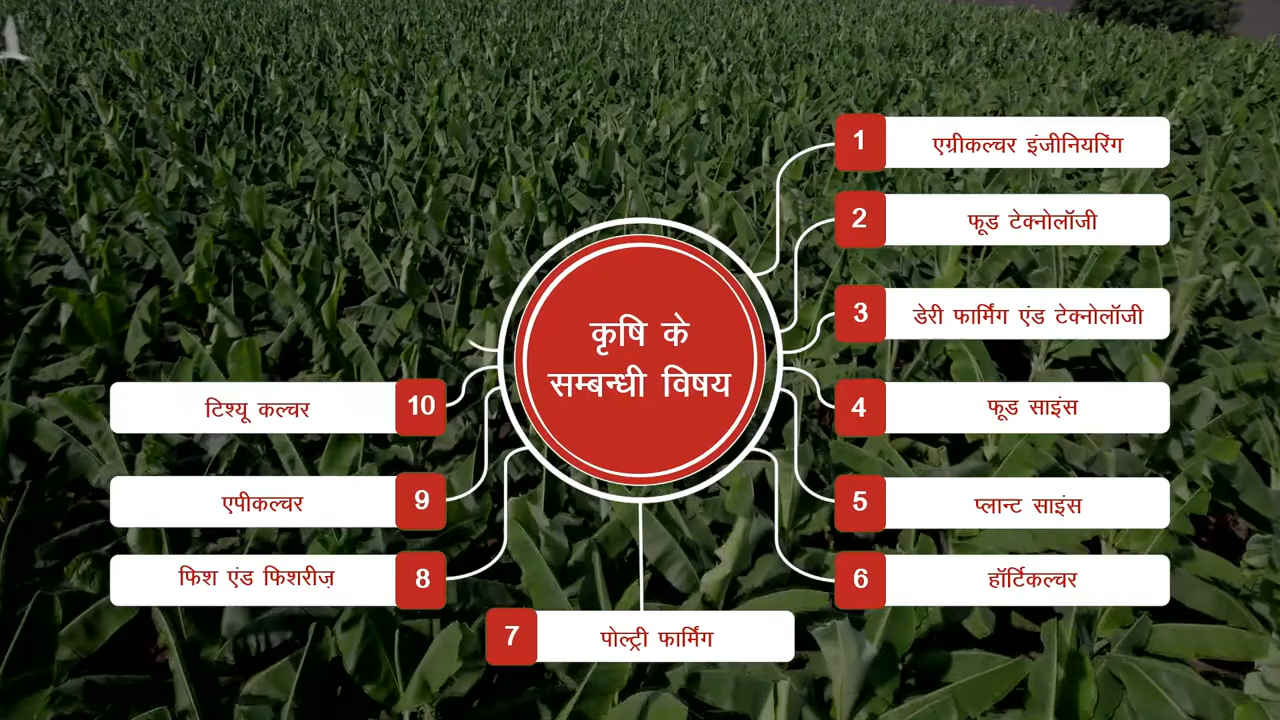 कृषि के
सम्बन्धी विषय
1 एग्रीकल्चर इंजीनियरिंग
2 फूड टेक्नोलॉजी
3 डेरी फार्मिंग एंड टेक्नोलॉजी
4 फूड साइंस
5 प्लान्ट साइंस
6 हॉर्टिकल्चर
7 पोल्ट्री फार्मिंग
8 फिश एंड फिशरीज़
9 एपीकल्चर
10 टिश्यू कल्चर